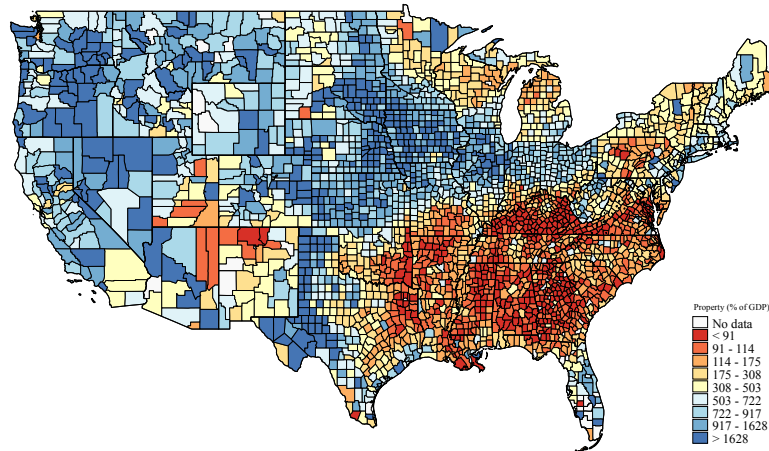 Property (% of GDP)
No data
< 91
91 - 114
114 - 175
175 - 308
308 - 503
503 - 722
722 - 917
917 - 1628
> 1628